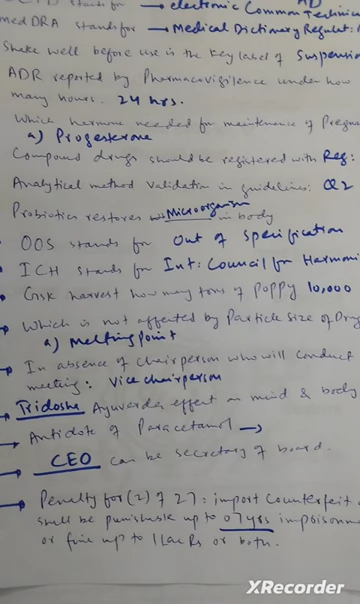 stands for → electronic Common Technical
medDRA stands for → Medical Dictionary Regulat:
Shake well before use is the key label of Suspension
ADR reported by Pharmacovigilence under how
many hours. 24 hrs.
Which hormone needed for maintenance of Pregna
a) Progesterone
Compound drugs should be registered with Reg:
Analytical method validation in guidelines: Q2
Probiotics restores Microorganism in body
OOS stands for Out of Specification
ICH stands for Int: Council for Harmoni
Gsk harvest how many tons of Poppy 10,000
Which is not affected by Particle Size of Drug
a) Melting point
→ In absence of Chairperson who will conduct
meeting: Vice chairperson
→ Tridosha Ayuverda effect on mind & body
→ Antidote of Paracetamol →
→ CEO can be secretary of board.
→ Penalty for (2) of 27: import Counterfeit
shall be punishable up to 07 yrs imprisonm
or fine up to 1 Lac Rs or both.
XRecorder